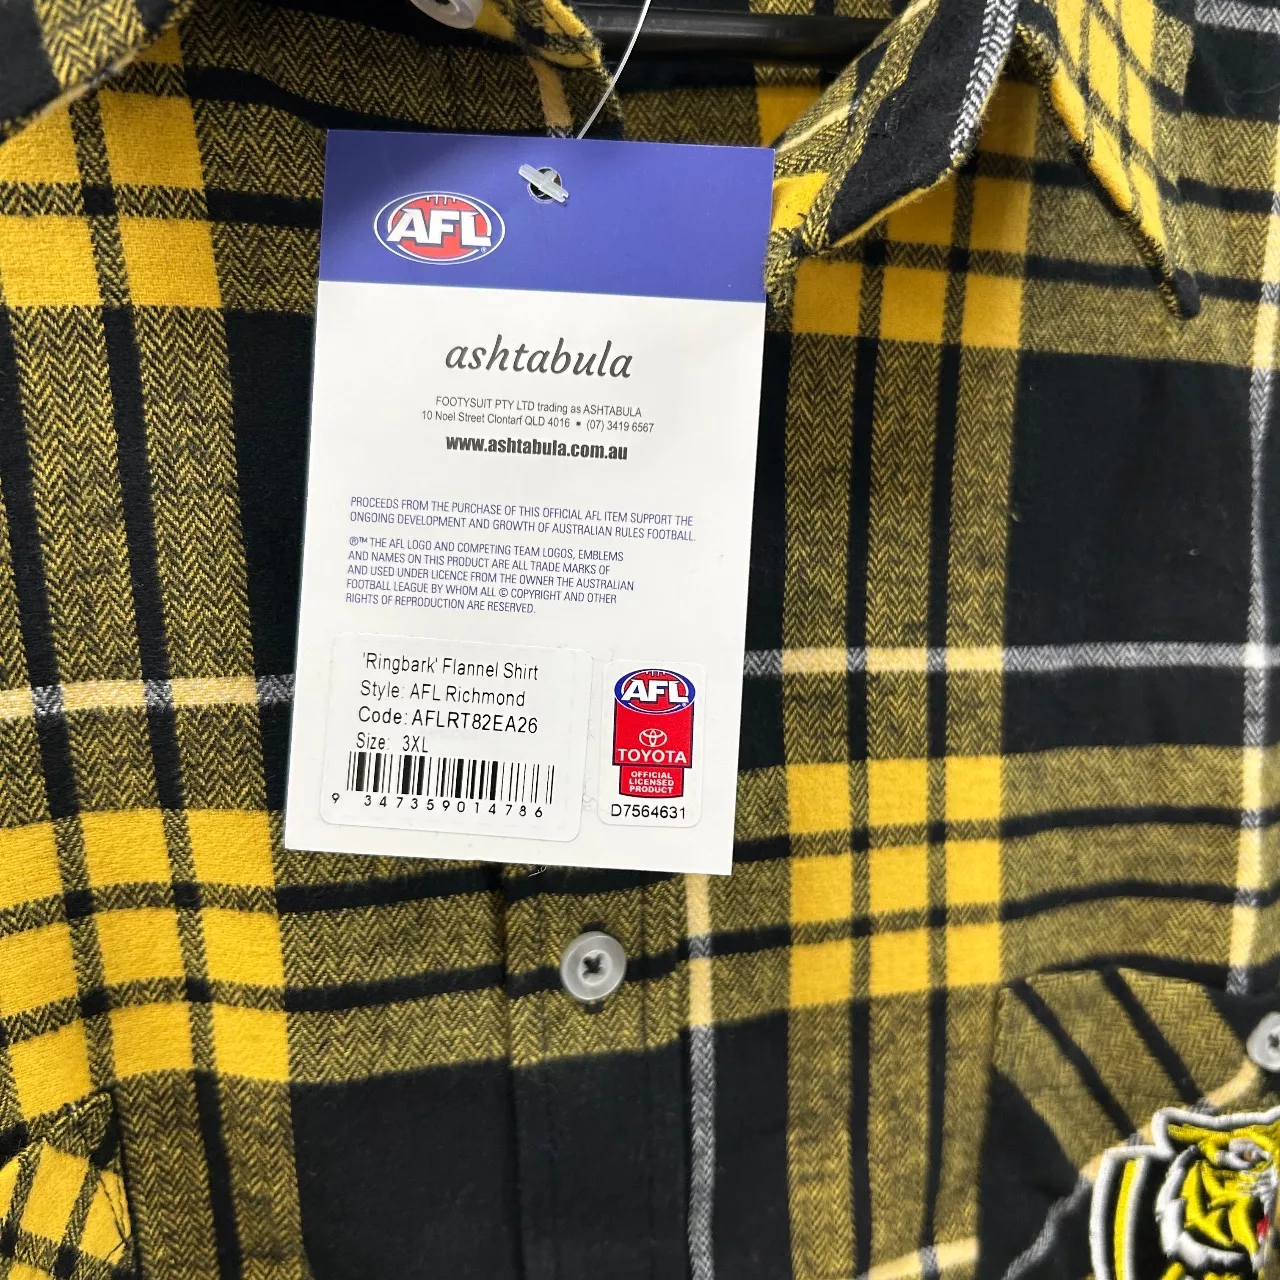 AFL
ashtabula
FOOTYSUIT PTY LTD trading as ASHTABULA
10 Noel Street Clontarf QLD 4016 • (07) 3419 6567
www.ashtabula.com.au
PROCEEDS FROM THE PURCHASE OF THIS OFFICIAL AFL ITEM SUPPORT THE
ONGOING DEVELOPMENT AND GROWTH OF AUSTRALIAN RULES FOOTBALL.
®™ THE AFL LOGO AND COMPETING TEAM LOGOS, EMBLEMS
AND NAMES ON THIS PRODUCT ARE ALL TRADE MARKS OF
AND USED UNDER LICENCE FROM THE OWNER THE AUSTRALIAN
FOOTBALL LEAGUE BY WHOM ALL © COPYRIGHT AND OTHER
RIGHTS OF REPRODUCTION ARE RESERVED.
'Ringbark' Flannel Shirt
Style: AFL Richmond
Code: AFLRT82EA26
Size: 3XL
9 347359014786
AFL
TOYOTA
OFFICIAL
LICENSED
PRODUCT
D7564631